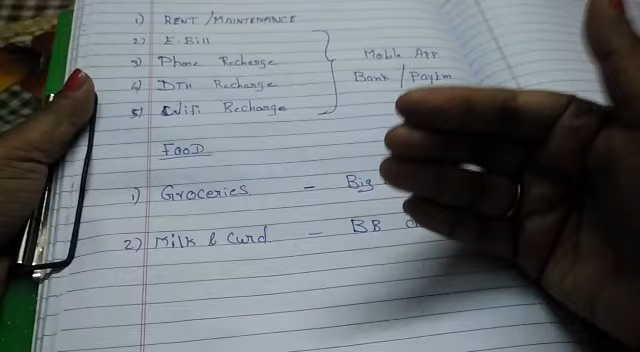 1) RENT / MAINTENANCE
2) E-Bill
3) Phone Recharge
4) DTH Recharge
5) Wifi Recharge
Mobile App
Bank / Paytm
FOOD
1) Groceries - Big
2) Milk & Curd - BB